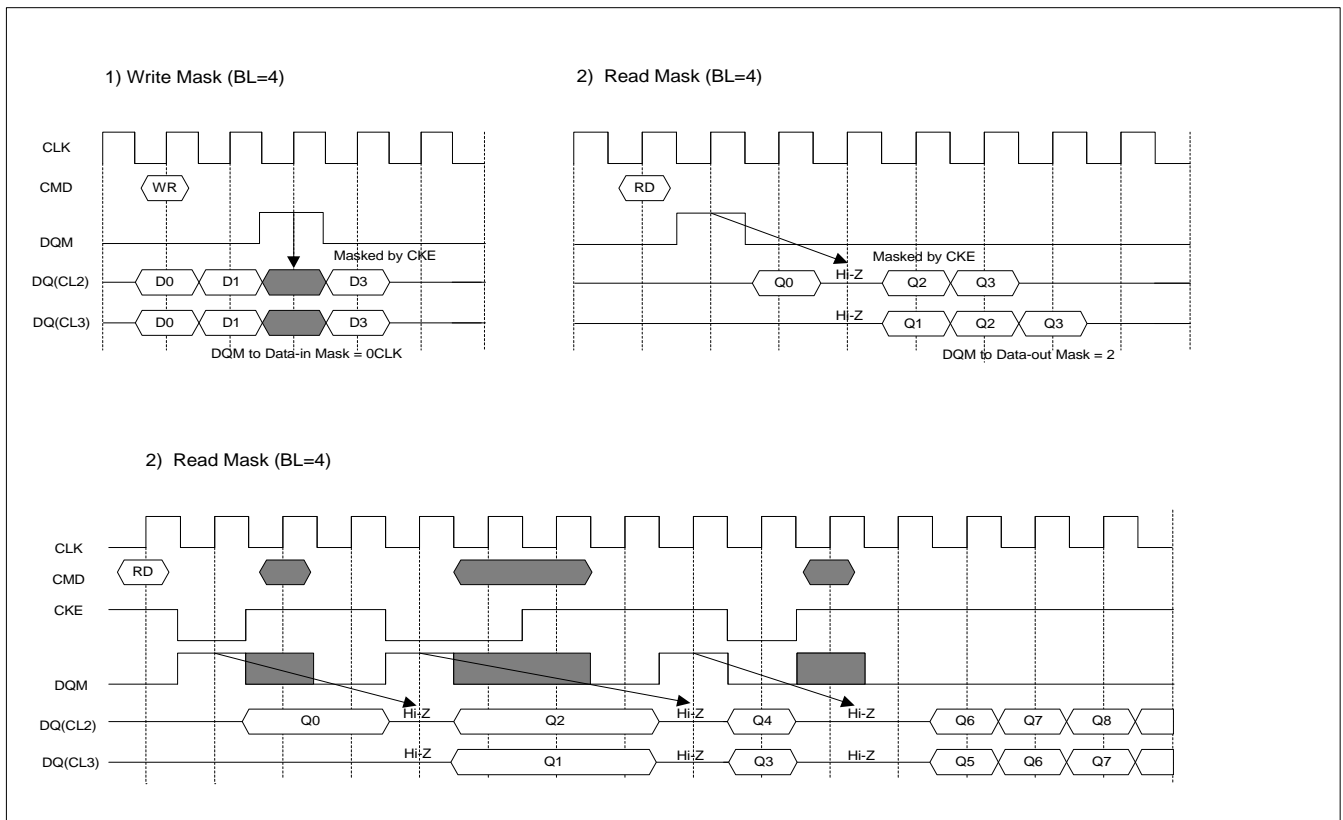 1) Write Mask (BL=4)
2) Read Mask (BL=4)
CLK
CMD WR
DQM
Masked by CKE
DQ(CL2) D0 D1 D3
DQ(CL3) D0 D1 D3
DQM to Data-in Mask = 0CLK
RD
Masked by CKE
Hi-Z
Q0 Q2 Q3
Hi-Z
Q1 Q2 Q3
DQM to Data-out Mask = 2
2) Read Mask (BL=4)
CLK
RD
CMD
CKE
DQM
DQ(CL2) Q0 Hi-Z Q2 Hi-Z Q4 Hi-Z Q6 Q7 Q8
DQ(CL3) Hi-Z Q1 Hi-Z Q3 Hi-Z Q5 Q6 Q7